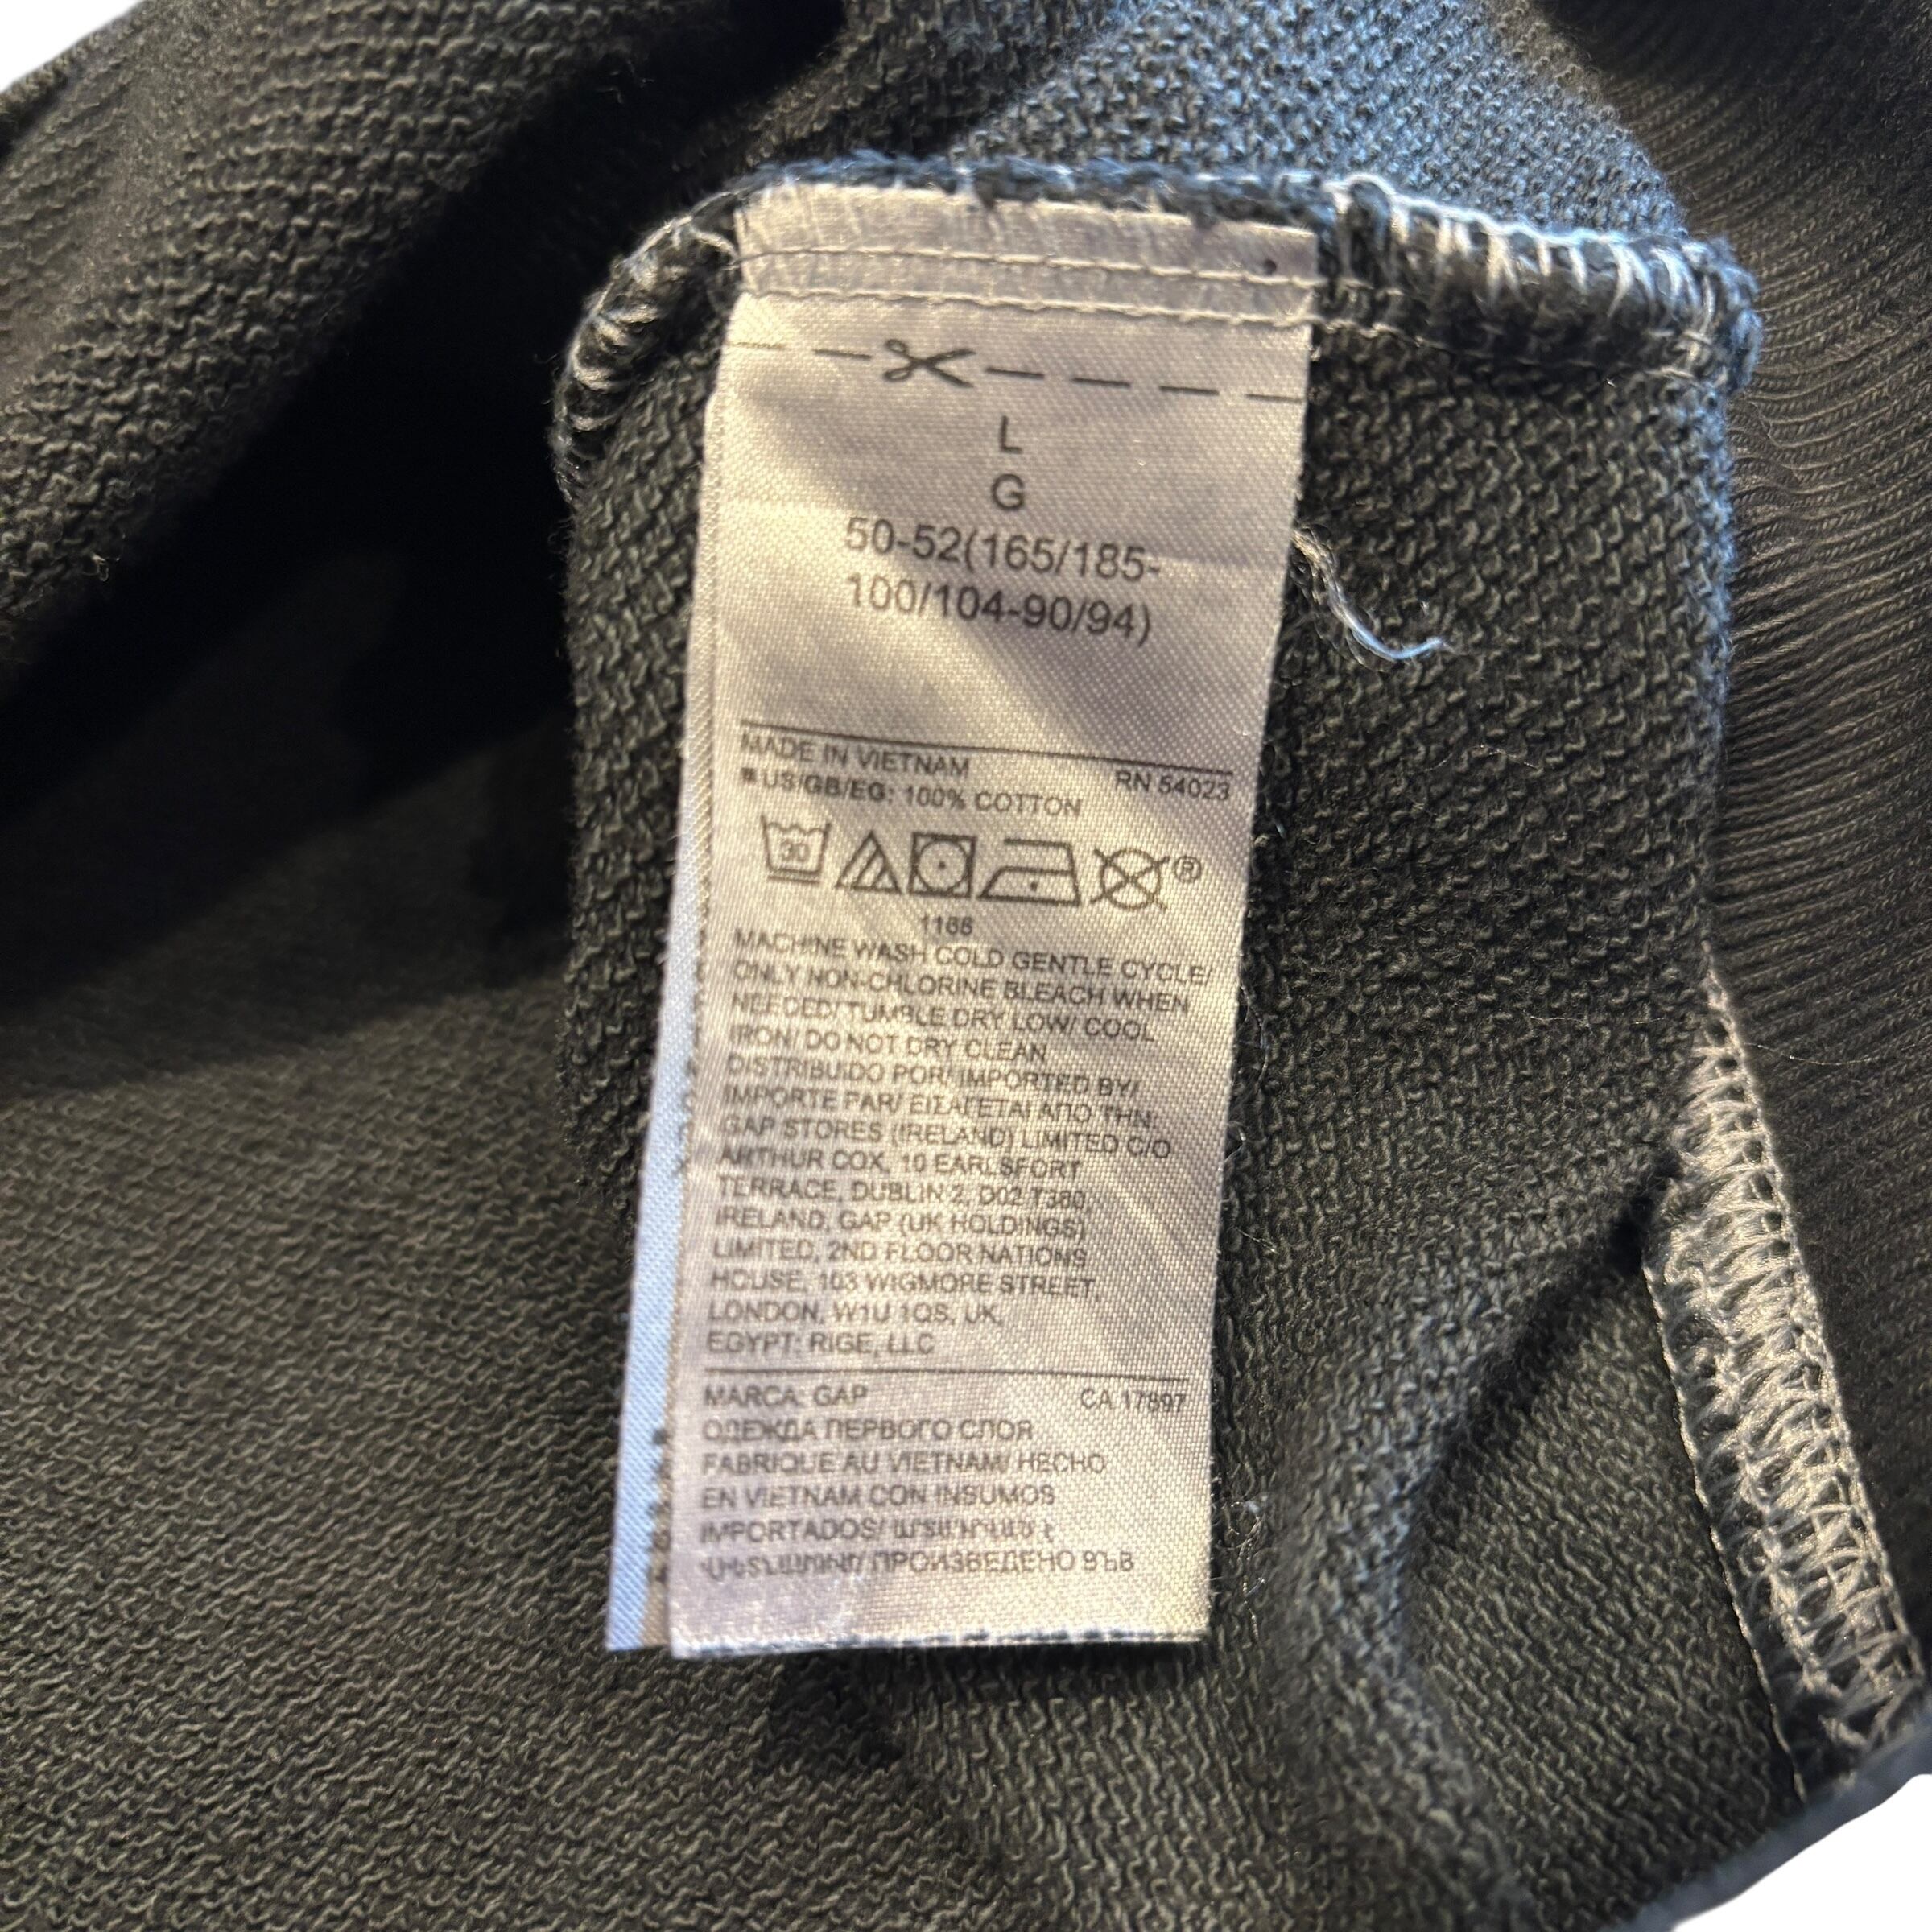 L
G
50-52(165/185-
100/104-90/94)
MADE IN VIETNAM RN 54023
■ US/GB/EG: 100% COTTON
30
®
1166
MACHINE WASH COLD GENTLE CYCLE/
ONLY NON-CHLORINE BLEACH WHEN
NEEDED/ TUMBLE DRY LOW/ COOL
IRON/ DO NOT DRY CLEAN
DISTRIBUIDO POR/ IMPORTED BY/
IMPORTE PAR/ ΕΙΣΑΓΕΤΑΙ ΑΠΟ ΤΗΝ:
GAP STORES (IRELAND) LIMITED C/O
ARTHUR COX, 10 EARLSFORT
TERRACE, DUBLIN 2, D02 T380,
IRELAND, GAP (UK HOLDINGS)
LIMITED, 2ND FLOOR NATIONS
HOUSE, 103 WIGMORE STREET,
LONDON, W1U 1QS, UK,
EGYPT: RIGE, LLC
MARCA: GAP CA 17897
ОДЕЖДА ПЕРВОГО СЛОЯ
FABRIQUE AU VIETNAM/ HECHO
EN VIETNAM CON INSUMOS
IMPORTADOS/
ПРОИЗВЕДЕНО